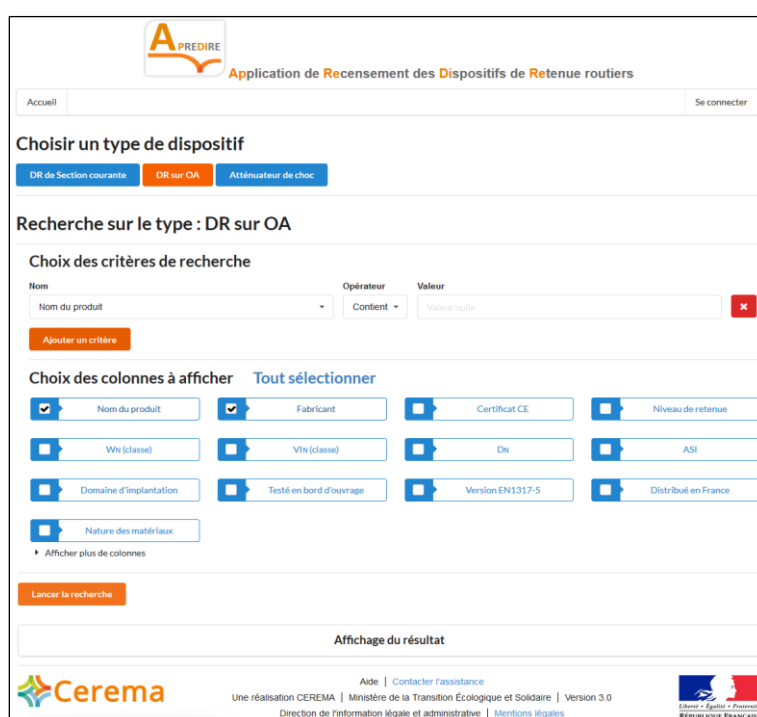 APREDIRE
Application de Recensement des Dispositifs de Retenue routiers
Accueil
Se connecter
Choisir un type de dispositif
DR de Section courante
DR sur OA
Atténuateur de choc
Recherche sur le type : DR sur OA
Choix des critères de recherche
Nom
Opérateur
Valeur
Nom du produit
Contient
Valeur nulle
Ajouter un critère
Choix des colonnes à afficher Tout sélectionner
Nom du produit
Fabricant
Certificat CE
Niveau de retenue
WN (classe)
VIN (classe)
DN
ASI
Domaine d'implantation
Testé en bord d'ouvrage
Version EN1317-5
Distribué en France
Nature des matériaux
Afficher plus de colonnes
Lancer la recherche
Affichage du résultat
Cerema
Aide | Contacter l'assistance
Une réalisation CEREMA | Ministère de la Transition Écologique et Solidaire | Version 3.0
Direction de l'information légale et administrative | Mentions légales
Liberté • Égalité • Fraternité
RÉPUBLIQUE FRANÇAISE